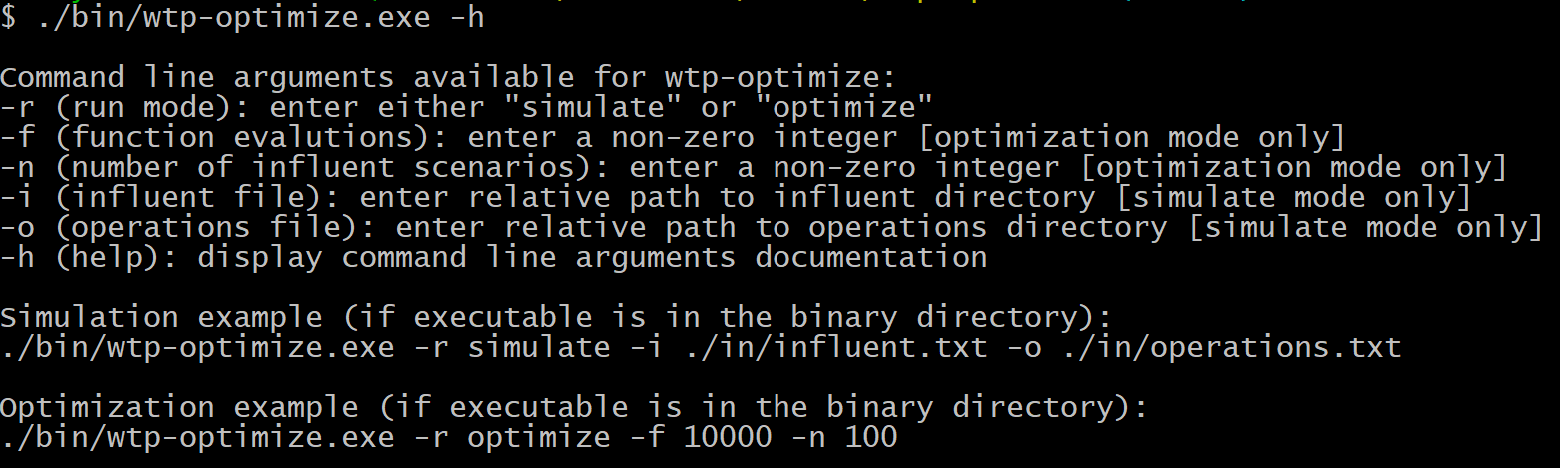 $ ./bin/wtp-optimize.exe -h
Command line arguments available for wtp-optimize:
-r (run mode): enter either "simulate" or "optimize"
-f (function evalutions): enter a non-zero integer [optimization mode only]
-n (number of influent scenarios): enter a non-zero integer [optimization mode only]
-i (influent file): enter relative path to influent directory [simulate mode only]
-o (operations file): enter relative path to operations directory [simulate mode only]
-h (help): display command line arguments documentation
Simulation example (if executable is in the binary directory):
./bin/wtp-optimize.exe -r simulate -i ./in/influent.txt -o ./in/operations.txt
Optimization example (if executable is in the binary directory):
./bin/wtp-optimize.exe -r optimize -f 10000 -n 100